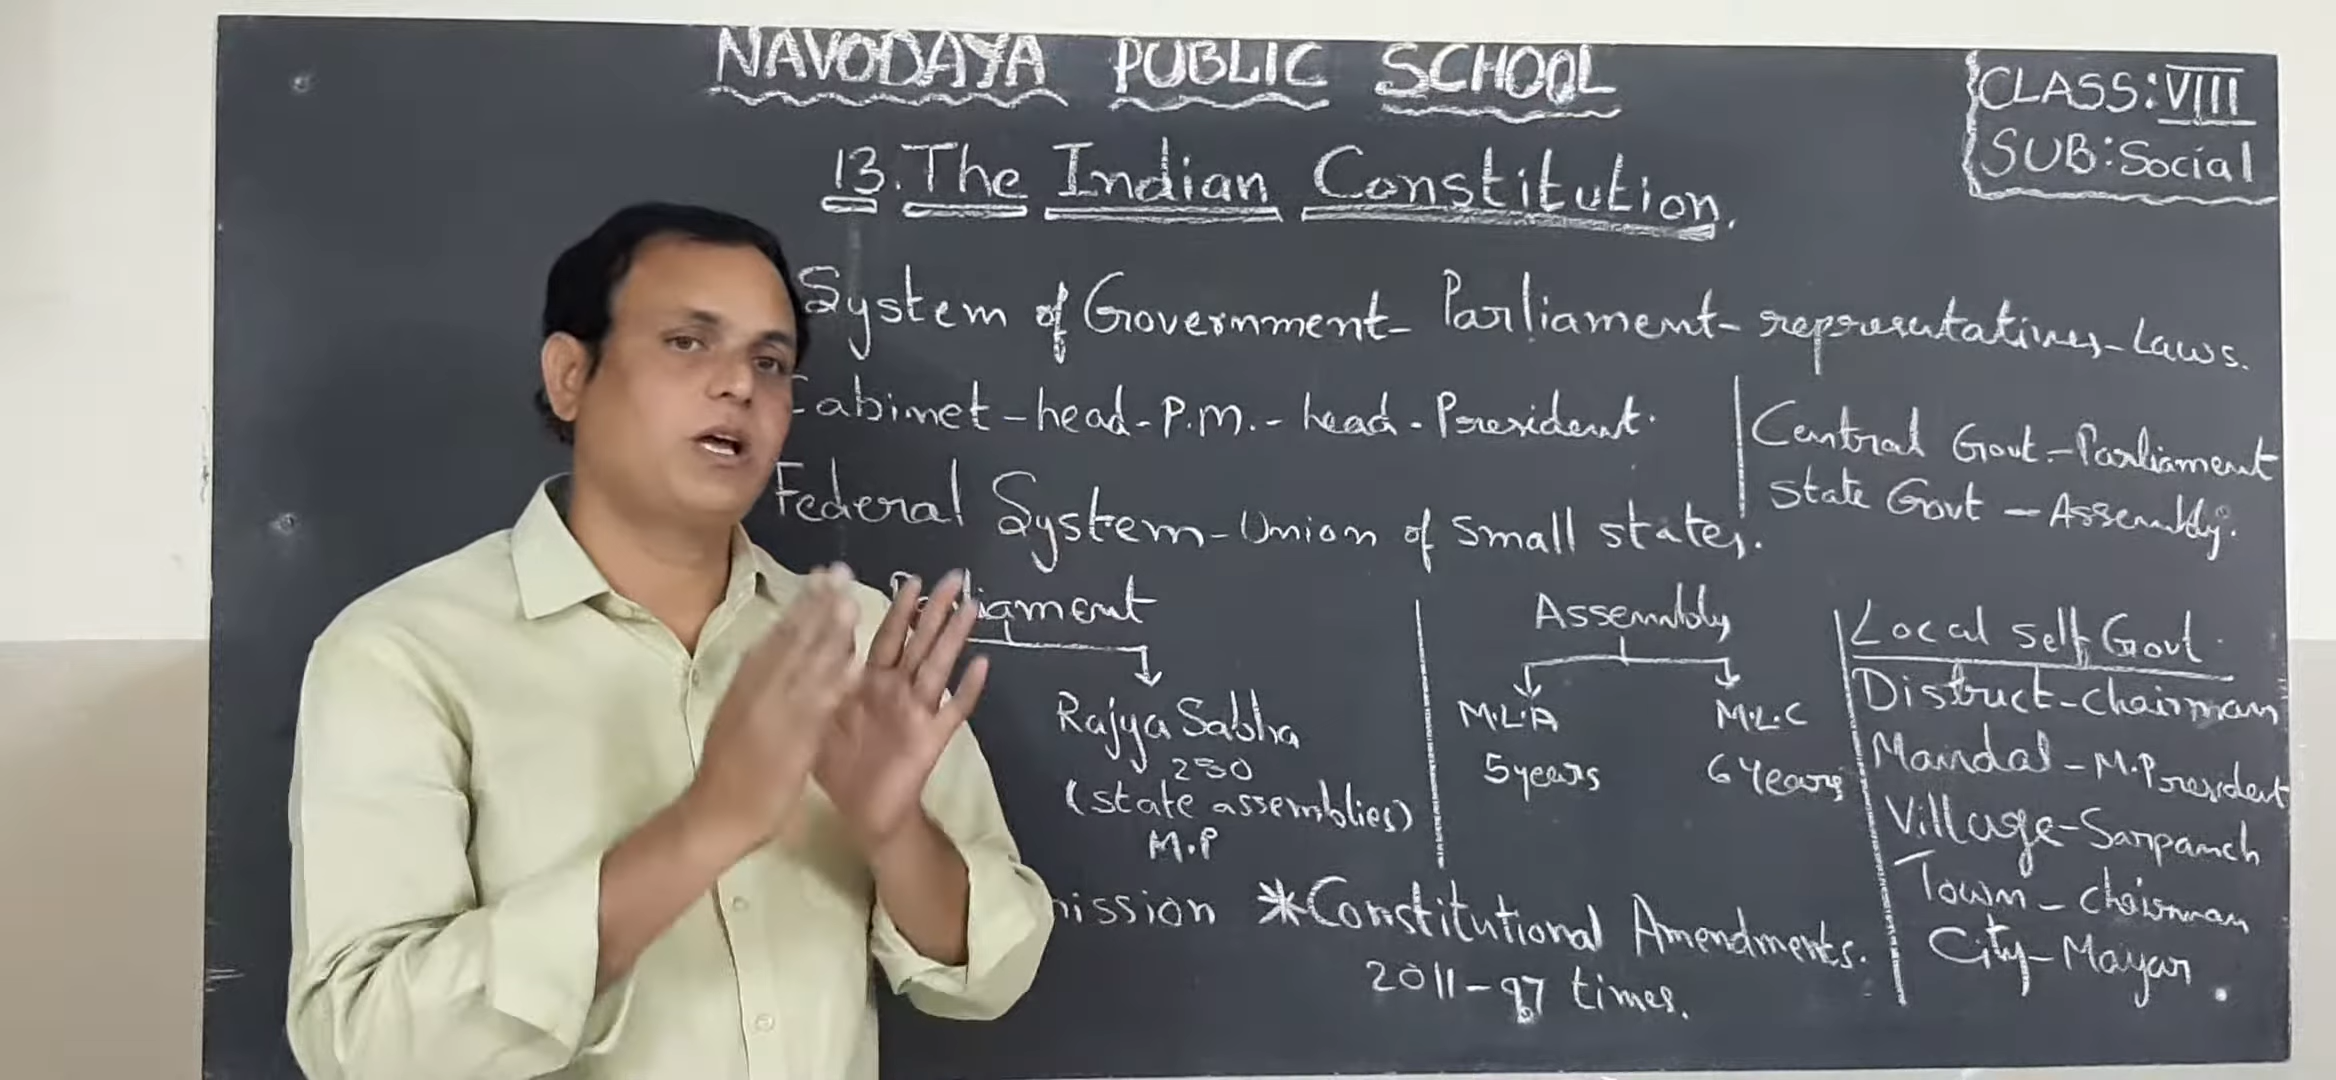 NAVODAYA PUBLIC SCHOOL
CLASS: VIII
SUB: Social
13. The Indian Constitution.
System of Government - Parliament - representatives - Laws.
Cabinet - head - P.M. - head - President.
Central Govt - Parliament
State Govt - Assembly.
Federal System - Union of small states.
Parliament
Rajya Sabha
250
(state assemblies)
M.P
Assembly
M.L.A
M.L.C
5 years
6 Years
Local self Govt.
District - Chairman
Mandal - M. President
Village - Sarpanch
Town - Chairman
City - Mayor.
*Constitutional Amendments.
2011 - 97 times.